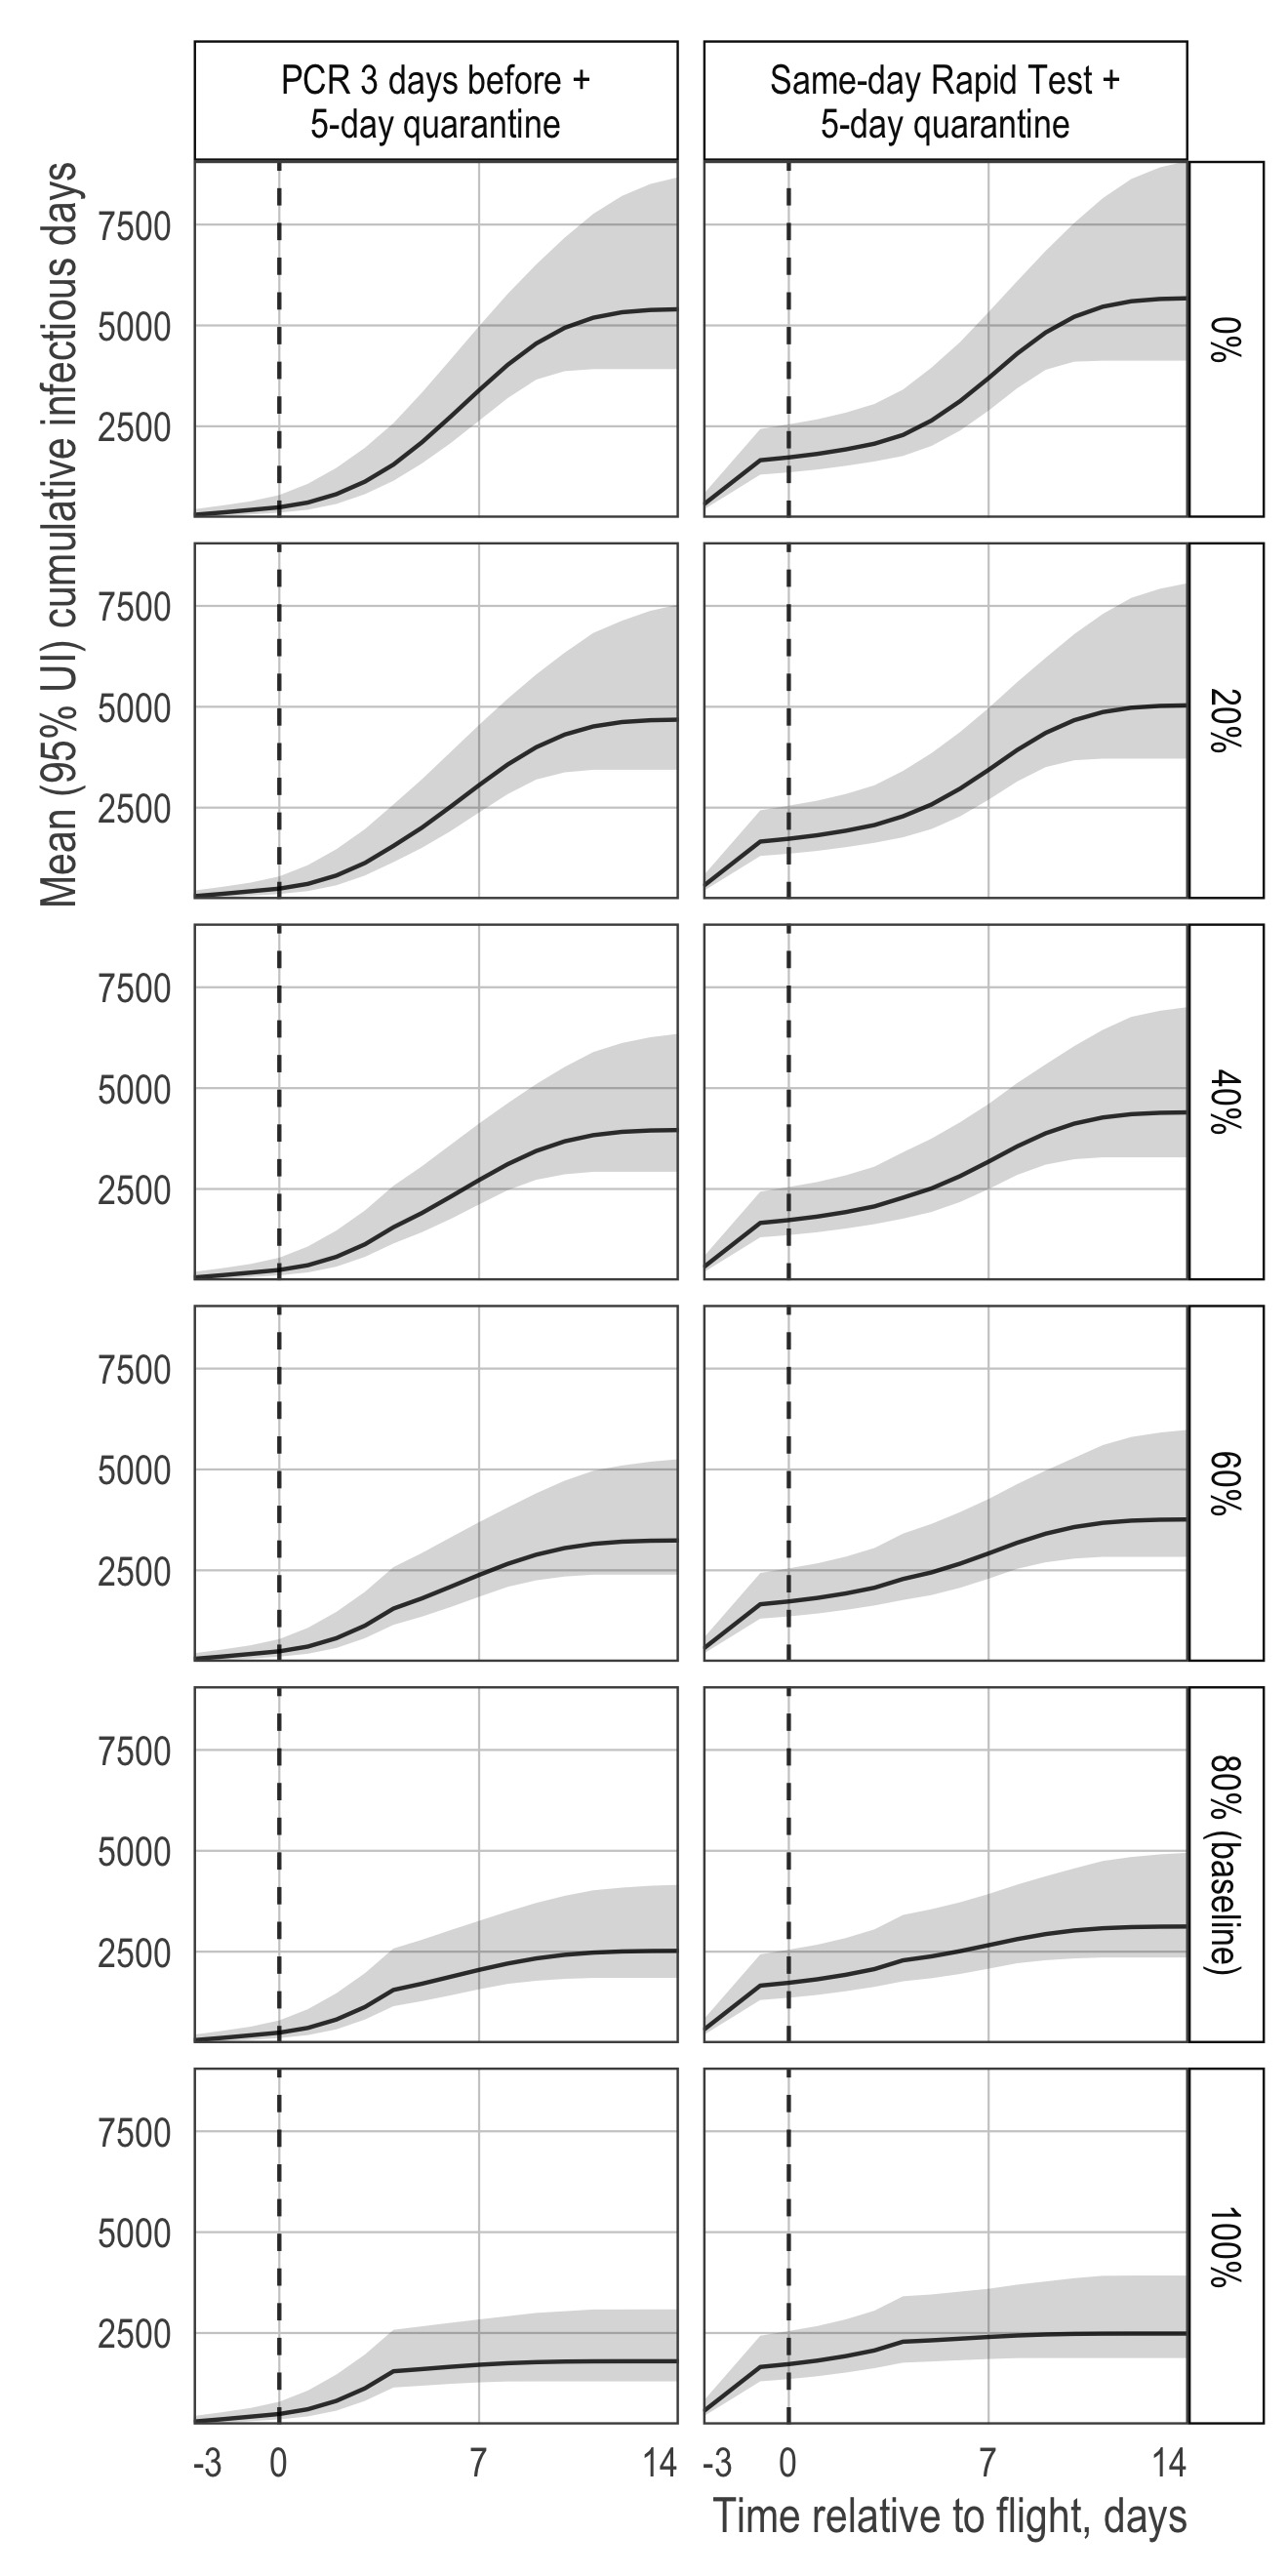 PCR 3 days before +
5-day quarantine
Same-day Rapid Test +
5-day quarantine
Mean (95% UI) cumulative infectious days
7500
5000
2500
0%
7500
5000
2500
20%
7500
5000
2500
40%
7500
5000
2500
60%
7500
5000
2500
80% (baseline)
7500
5000
2500
100%
-3 0 7 14
-3 0 7 14
Time relative to flight, days